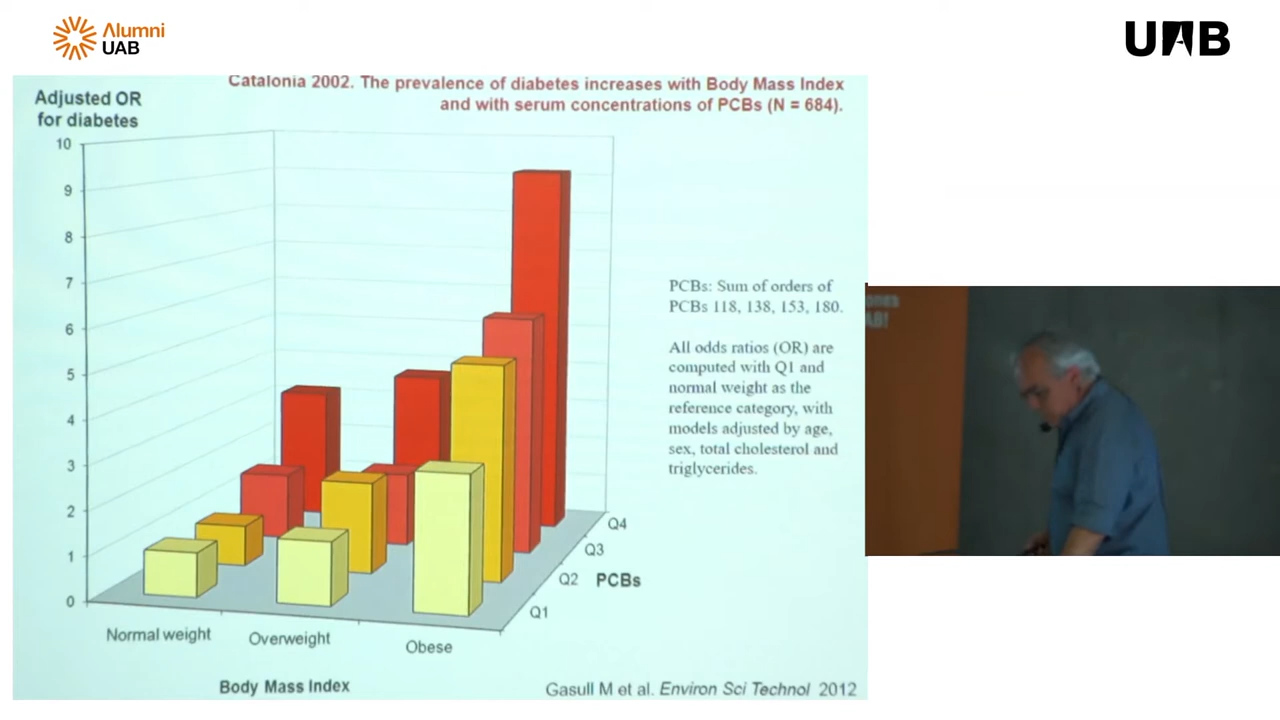 Alumni
UAB
UAB
Catalonia 2002. The prevalence of diabetes increases with Body Mass Index
and with serum concentrations of PCBs (N = 684).
Adjusted OR
for diabetes
10
9
8
7
6
5
4
3
2
1
0
PCBs: Sum of orders of
PCBs 118, 138, 153, 180.
All odds ratios (OR) are
computed with Q1 and
normal weight as the
reference category, with
models adjusted by age,
sex, total cholesterol and
triglycerides.
Q4
Q3
Q2 PCBs
Q1
Normal weight
Overweight
Obese
Body Mass Index
Gasull M et al. Environ Sci Technol 2012